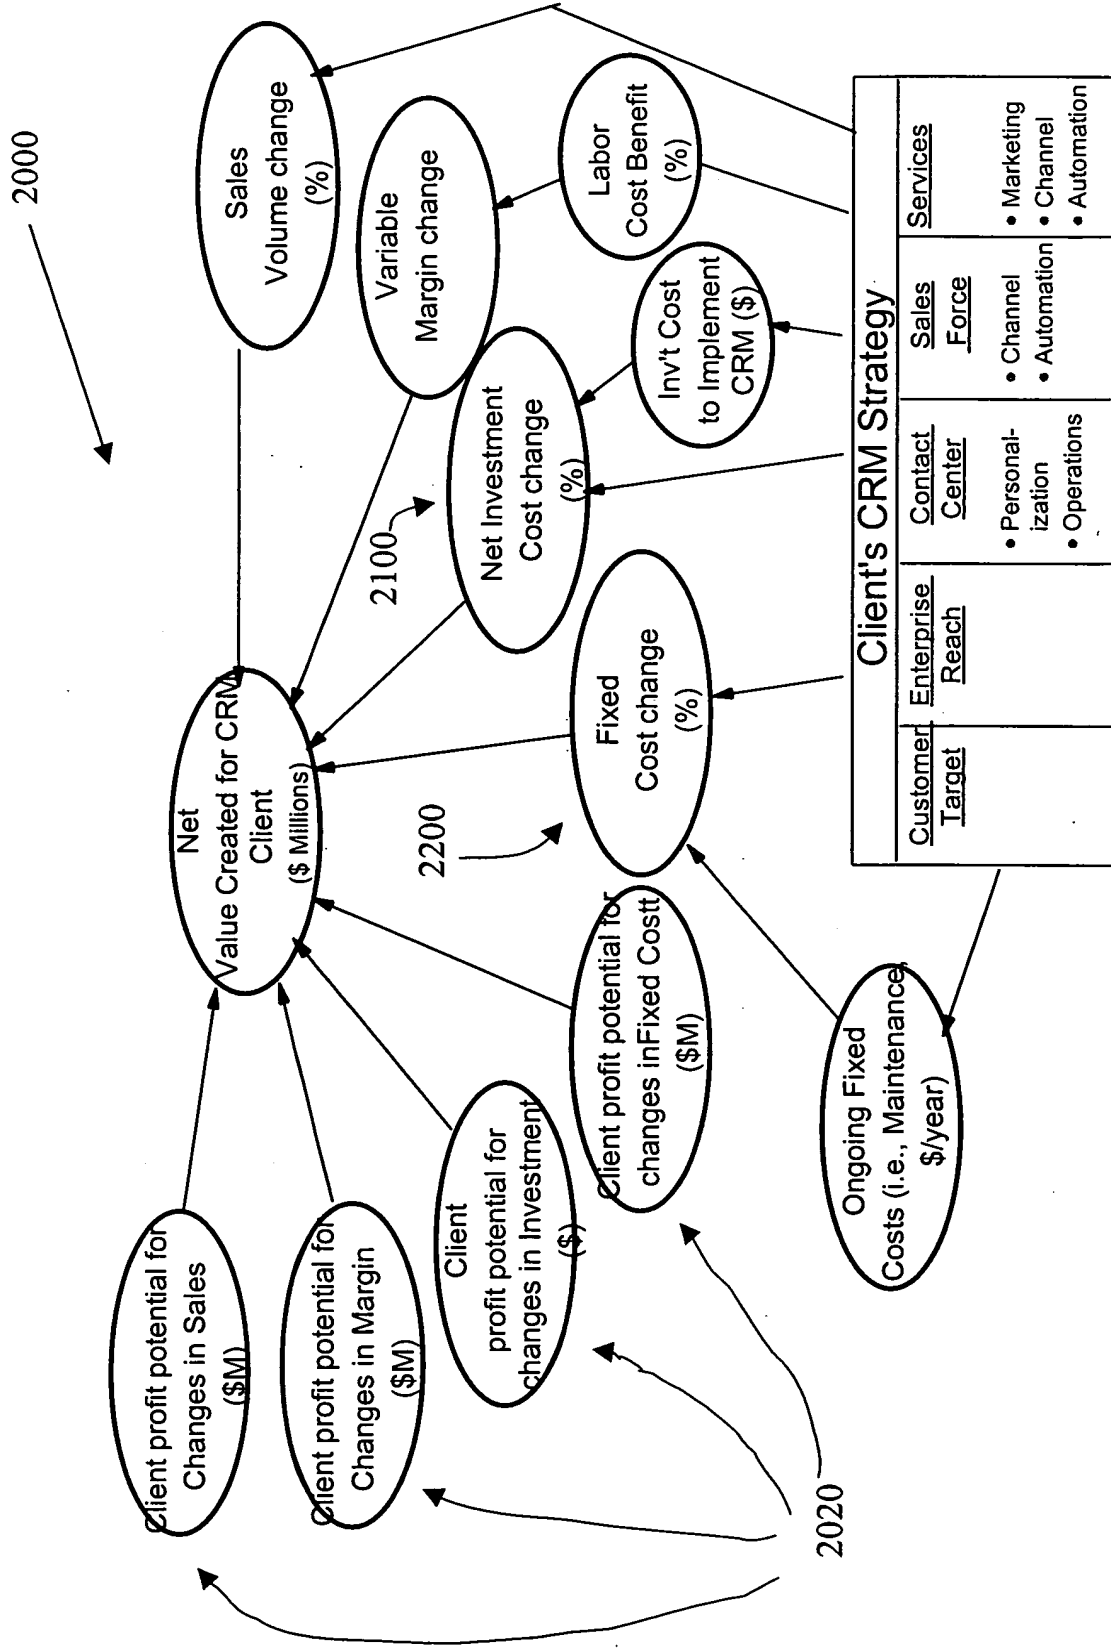 2000
Client profit potential for
Changes in Sales
($M)
Net
Value Created for CRM
Client
($ Millions)
Sales
Volume change
(%)
Client profit potential for
Changes in Margin
($M)
Variable
Margin change
2100
Client
profit potential for
changes in Investment
($)
2200
Net Investment
Cost change
(%)
Client profit potential for
changes inFixed Costt
($M)
Fixed
Cost change
(%)
Inv't Cost
to Implement
CRM ($)
Labor
Cost Benefit
(%)
2020
Ongoing Fixed
Costs (i.e., Maintenance,
$/year)
Client's CRM Strategy
Customer
Target
Enterprise
Reach
Contact
Center
• Personal-
ization
• Operations
Sales
Force
• Channel
• Automation
Services
• Marketing
• Channel
• Automation